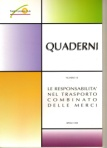 QUADERNI
LE RESPONSABILITA'
NEL TRASPORTO
COMBINATO
DELLE MERCI